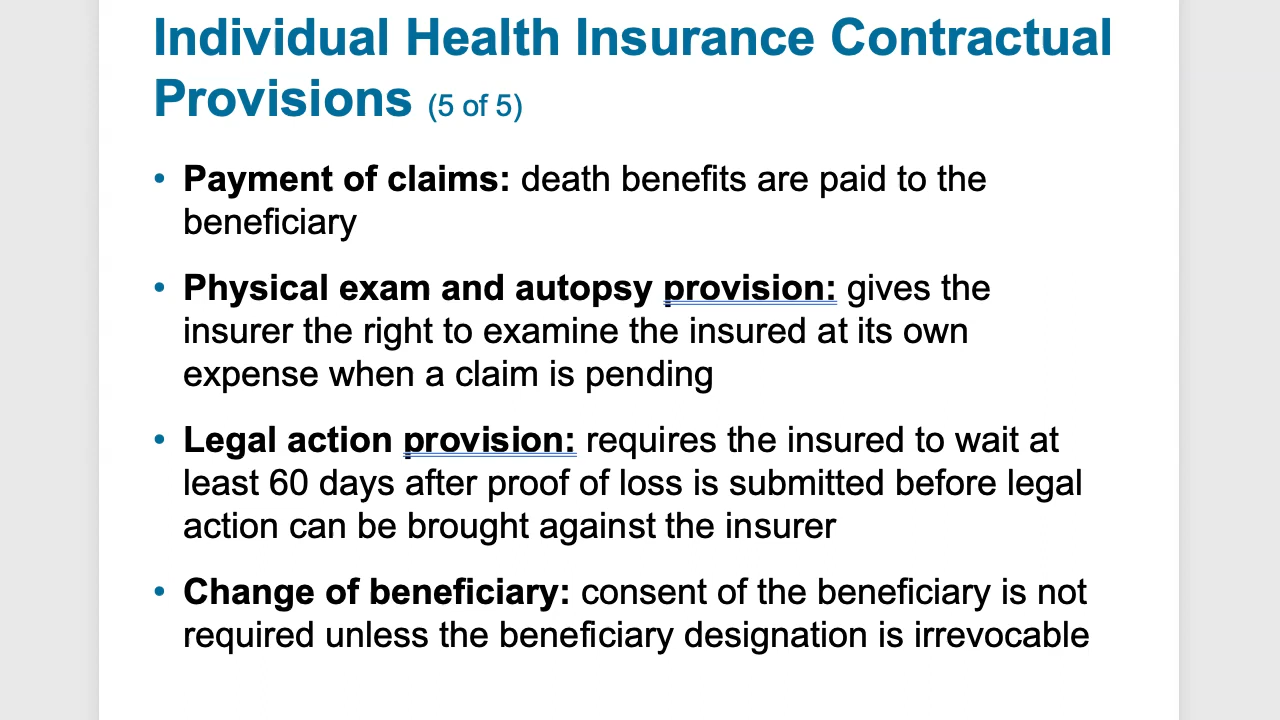 Individual Health Insurance Contractual
Provisions (5 of 5)
• Payment of claims: death benefits are paid to the
beneficiary
• Physical exam and autopsy provision: gives the
insurer the right to examine the insured at its own
expense when a claim is pending
• Legal action provision: requires the insured to wait at
least 60 days after proof of loss is submitted before legal
action can be brought against the insurer
• Change of beneficiary: consent of the beneficiary is not
required unless the beneficiary designation is irrevocable